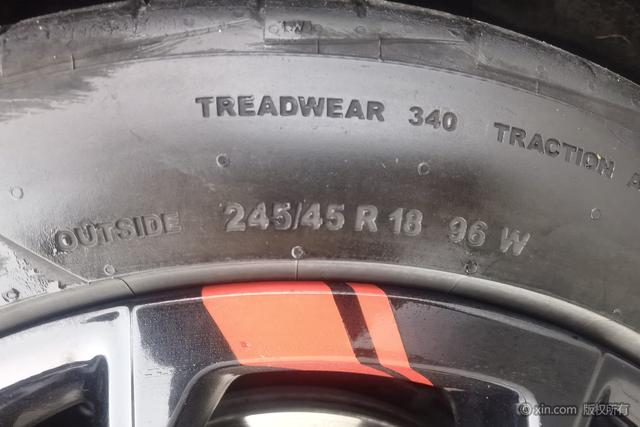 TREADWEAR 340 TRACTION A
OUTSIDE 245/45 R 18 96 W
©xin.com 版权所有